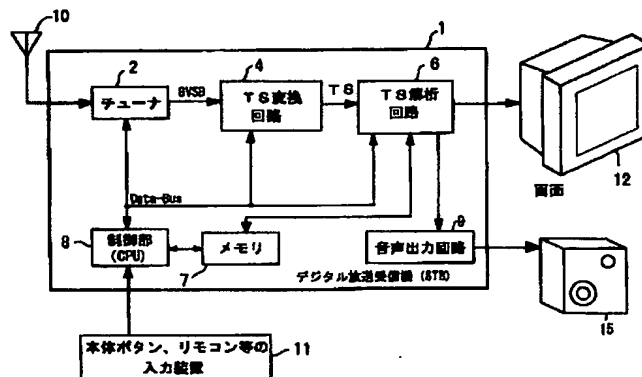 10
1
2
4
6
チューナ
8VSB
TS変換
回路
TS
TS解析
回路
12
画面
Data-Bus
8
制御部
(CPU)
メモリ
7
9
音声出力回路
デジタル放送受信機 (STB)
15
本体ボタン、リモコン等の
入力装置
11